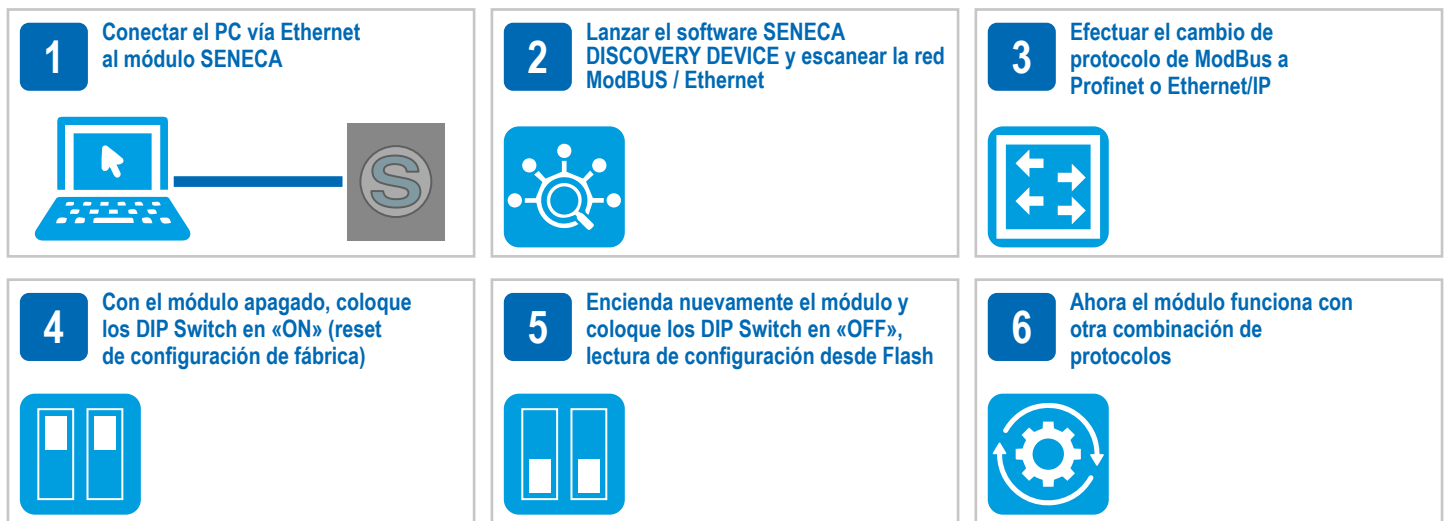 1
Conectar el PC vía Ethernet
al módulo SENECA
S
2
Lanzar el software SENECA
DISCOVERY DEVICE y escanear la red
ModBUS / Ethernet
3
Efectuar el cambio de
protocolo de ModBus a
Profinet o Ethernet/IP
4
Con el módulo apagado, coloque
los DIP Switch en «ON» (reset
de configuración de fábrica)
5
Encienda nuevamente el módulo y
coloque los DIP Switch en «OFF»,
lectura de configuración desde Flash
6
Ahora el módulo funciona con
otra combinación de
protocolos